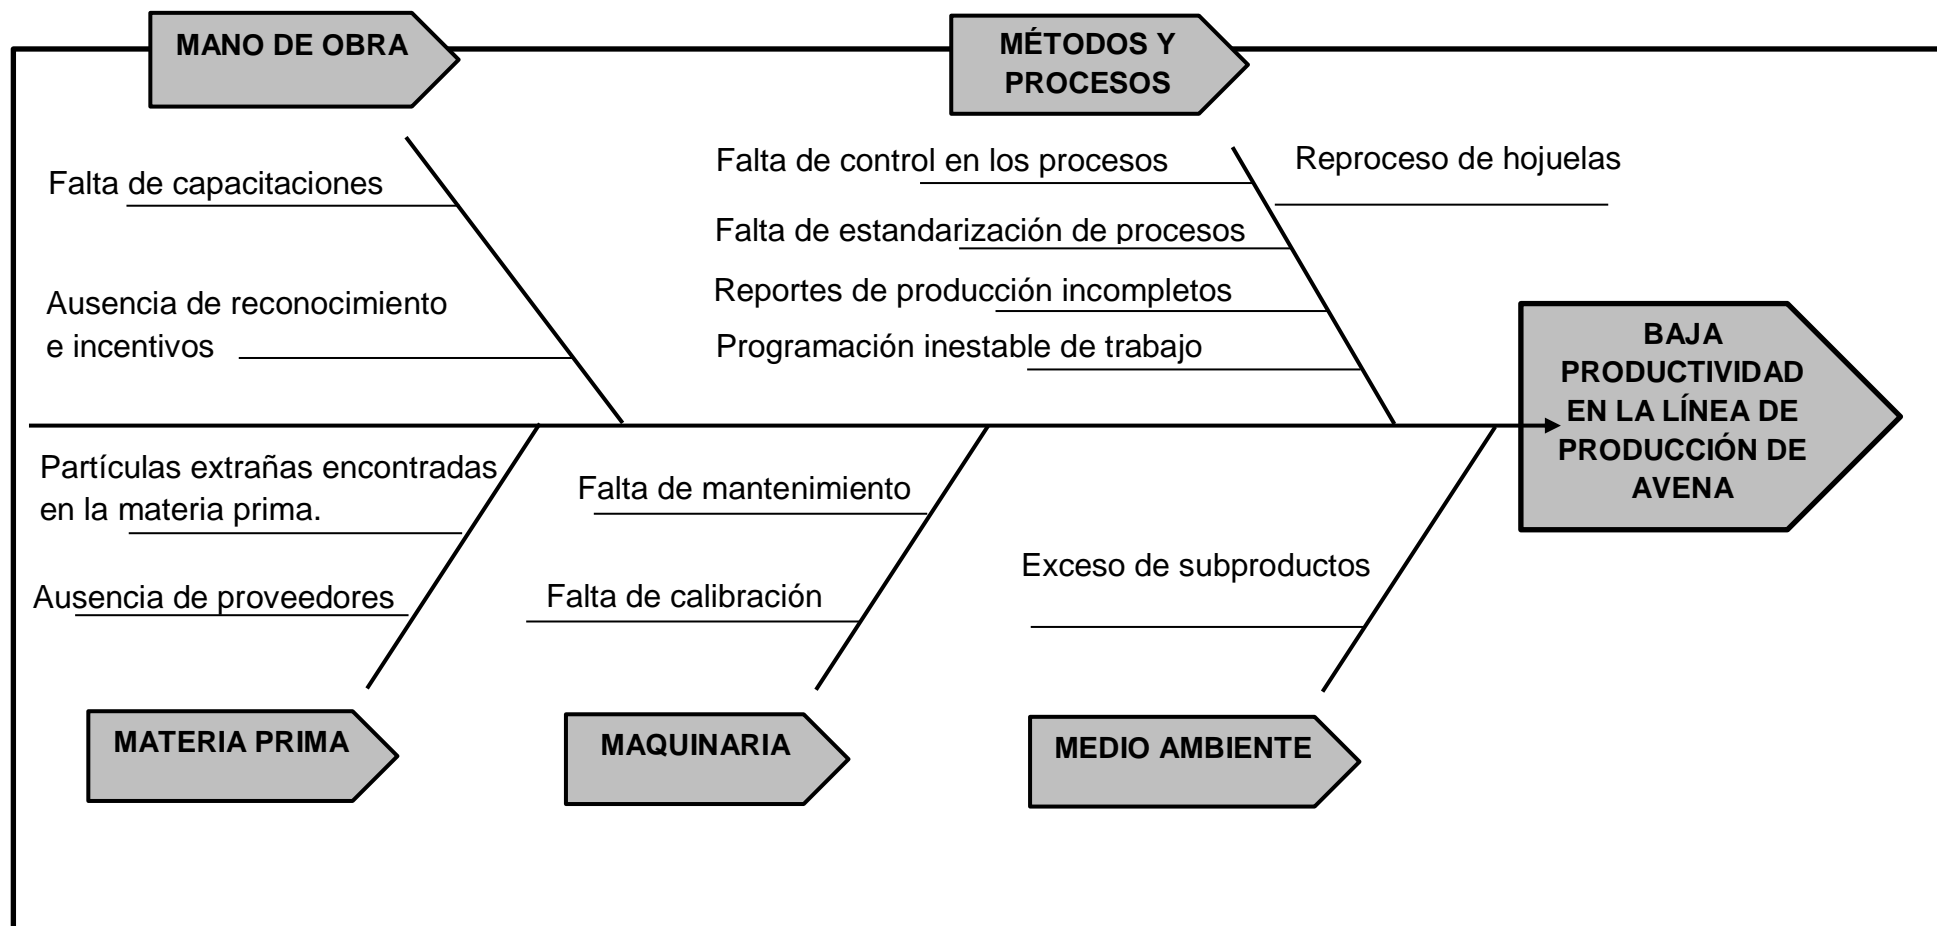 MANO DE OBRA
MÉTODOS Y
PROCESOS
Falta de capacitaciones
Ausencia de reconocimiento
e incentivos
Falta de control en los procesos
Falta de estandarización de procesos
Reportes de producción incompletos
Programación inestable de trabajo
Reproceso de hojuelas
BAJA
PRODUCTIVIDAD
EN LA LÍNEA DE
PRODUCCIÓN DE
AVENA
Partículas extrañas encontradas
en la materia prima.
Ausencia de proveedores
Falta de mantenimiento
Falta de calibración
Exceso de subproductos
MATERIA PRIMA
MAQUINARIA
MEDIO AMBIENTE